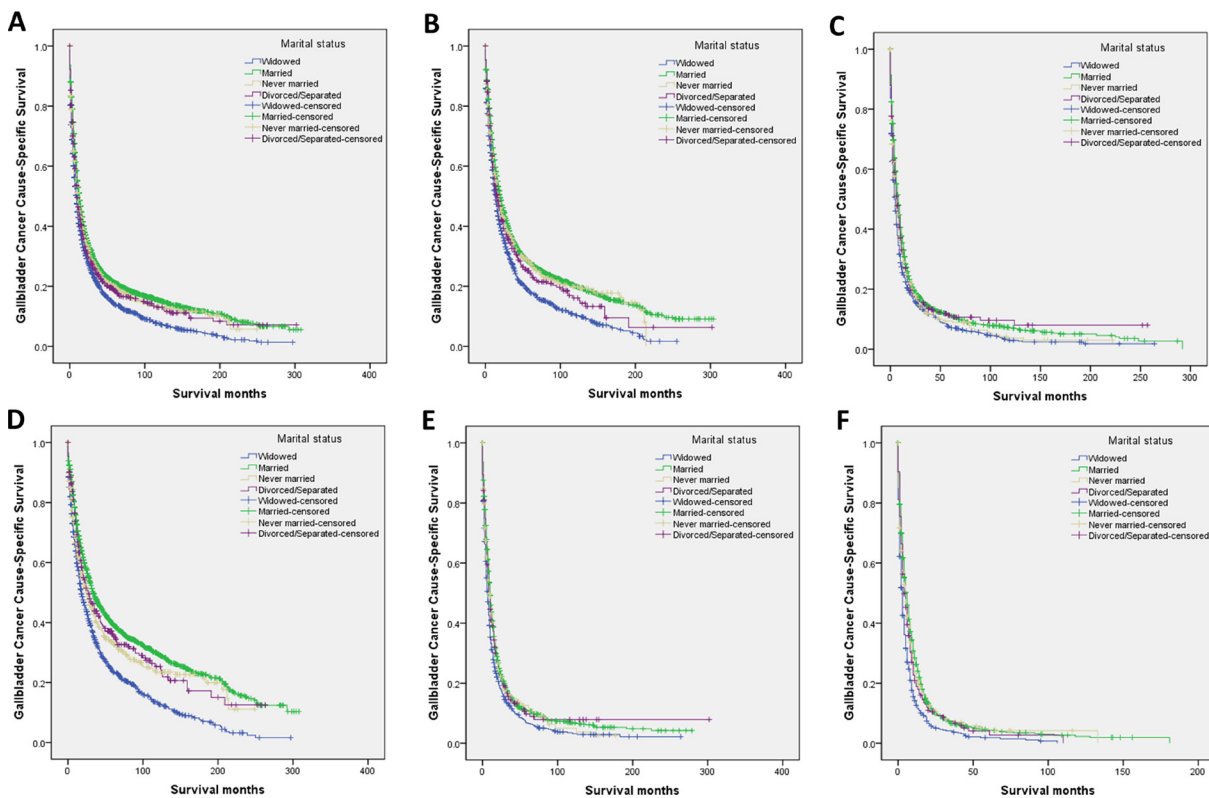 A
Gallbladder Cancer Cause-Specific Survival
1.0
0.8
0.6
0.4
0.2
0.0
Marital status
Widowed
Married
Never married
Divorced/Separated
Widowed-censored
Married-censored
Never married-censored
Divorced/Separated-censored
0 100 200 300 400
Survival months
B
Gallbladder Cancer Cause-Specific Survival
1.0
0.8
0.6
0.4
0.2
0.0
Marital status
Widowed
Married
Never married
Divorced/Separated
Widowed-censored
Married-censored
Never married-censored
Divorced/Separated-censored
0 100 200 300 400
Survival months
C
Gallbladder Cancer Cause-Specific Survival
1.0
0.8
0.6
0.4
0.2
0.0
Marital status
Widowed
Married
Never married
Divorced/Separated
Widowed-censored
Married-censored
Never married-censored
Divorced/Separated-censored
0 50 100 150 200 250 300
Survival months
D
Gallbladder Cancer Cause-Specific Survival
1.0
0.8
0.6
0.4
0.2
0.0
Marital status
Widowed
Married
Never married
Divorced/Separated
Widowed-censored
Married-censored
Never married-censored
Divorced/Separated-censored
0 100 200 300 400
Survival months
E
Gallbladder Cancer Cause-Specific Survival
1.0
0.8
0.6
0.4
0.2
0.0
Marital status
Widowed
Married
Never married
Divorced/Separated
Widowed-censored
Married-censored
Never married-censored
Divorced/Separated-censored
0 100 200 300 400
Survival months
F
Gallbladder Cancer Cause-Specific Survival
1.0
0.8
0.6
0.4
0.2
0.0
Marital status
Widowed
Married
Never married
Divorced/Separated
Widowed-censored
Married-censored
Never married-censored
Divorced/Separated-censored
0 50 100 150 200
Survival months